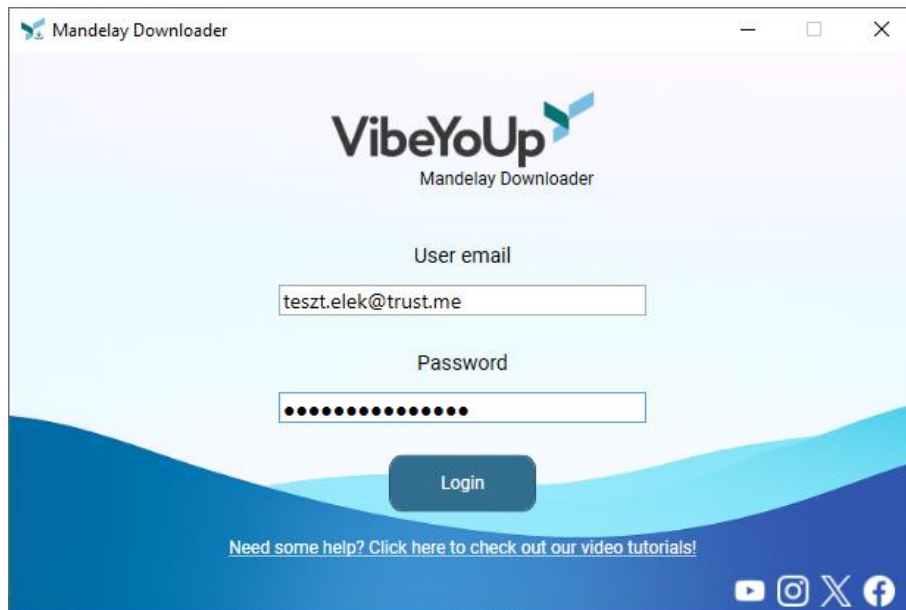 Mandelay Downloader
VibeYoUp
Mandelay Downloader
User email
teszt.elek@trust.me
Password
Login
Need some help? Click here to check out our video tutorials!